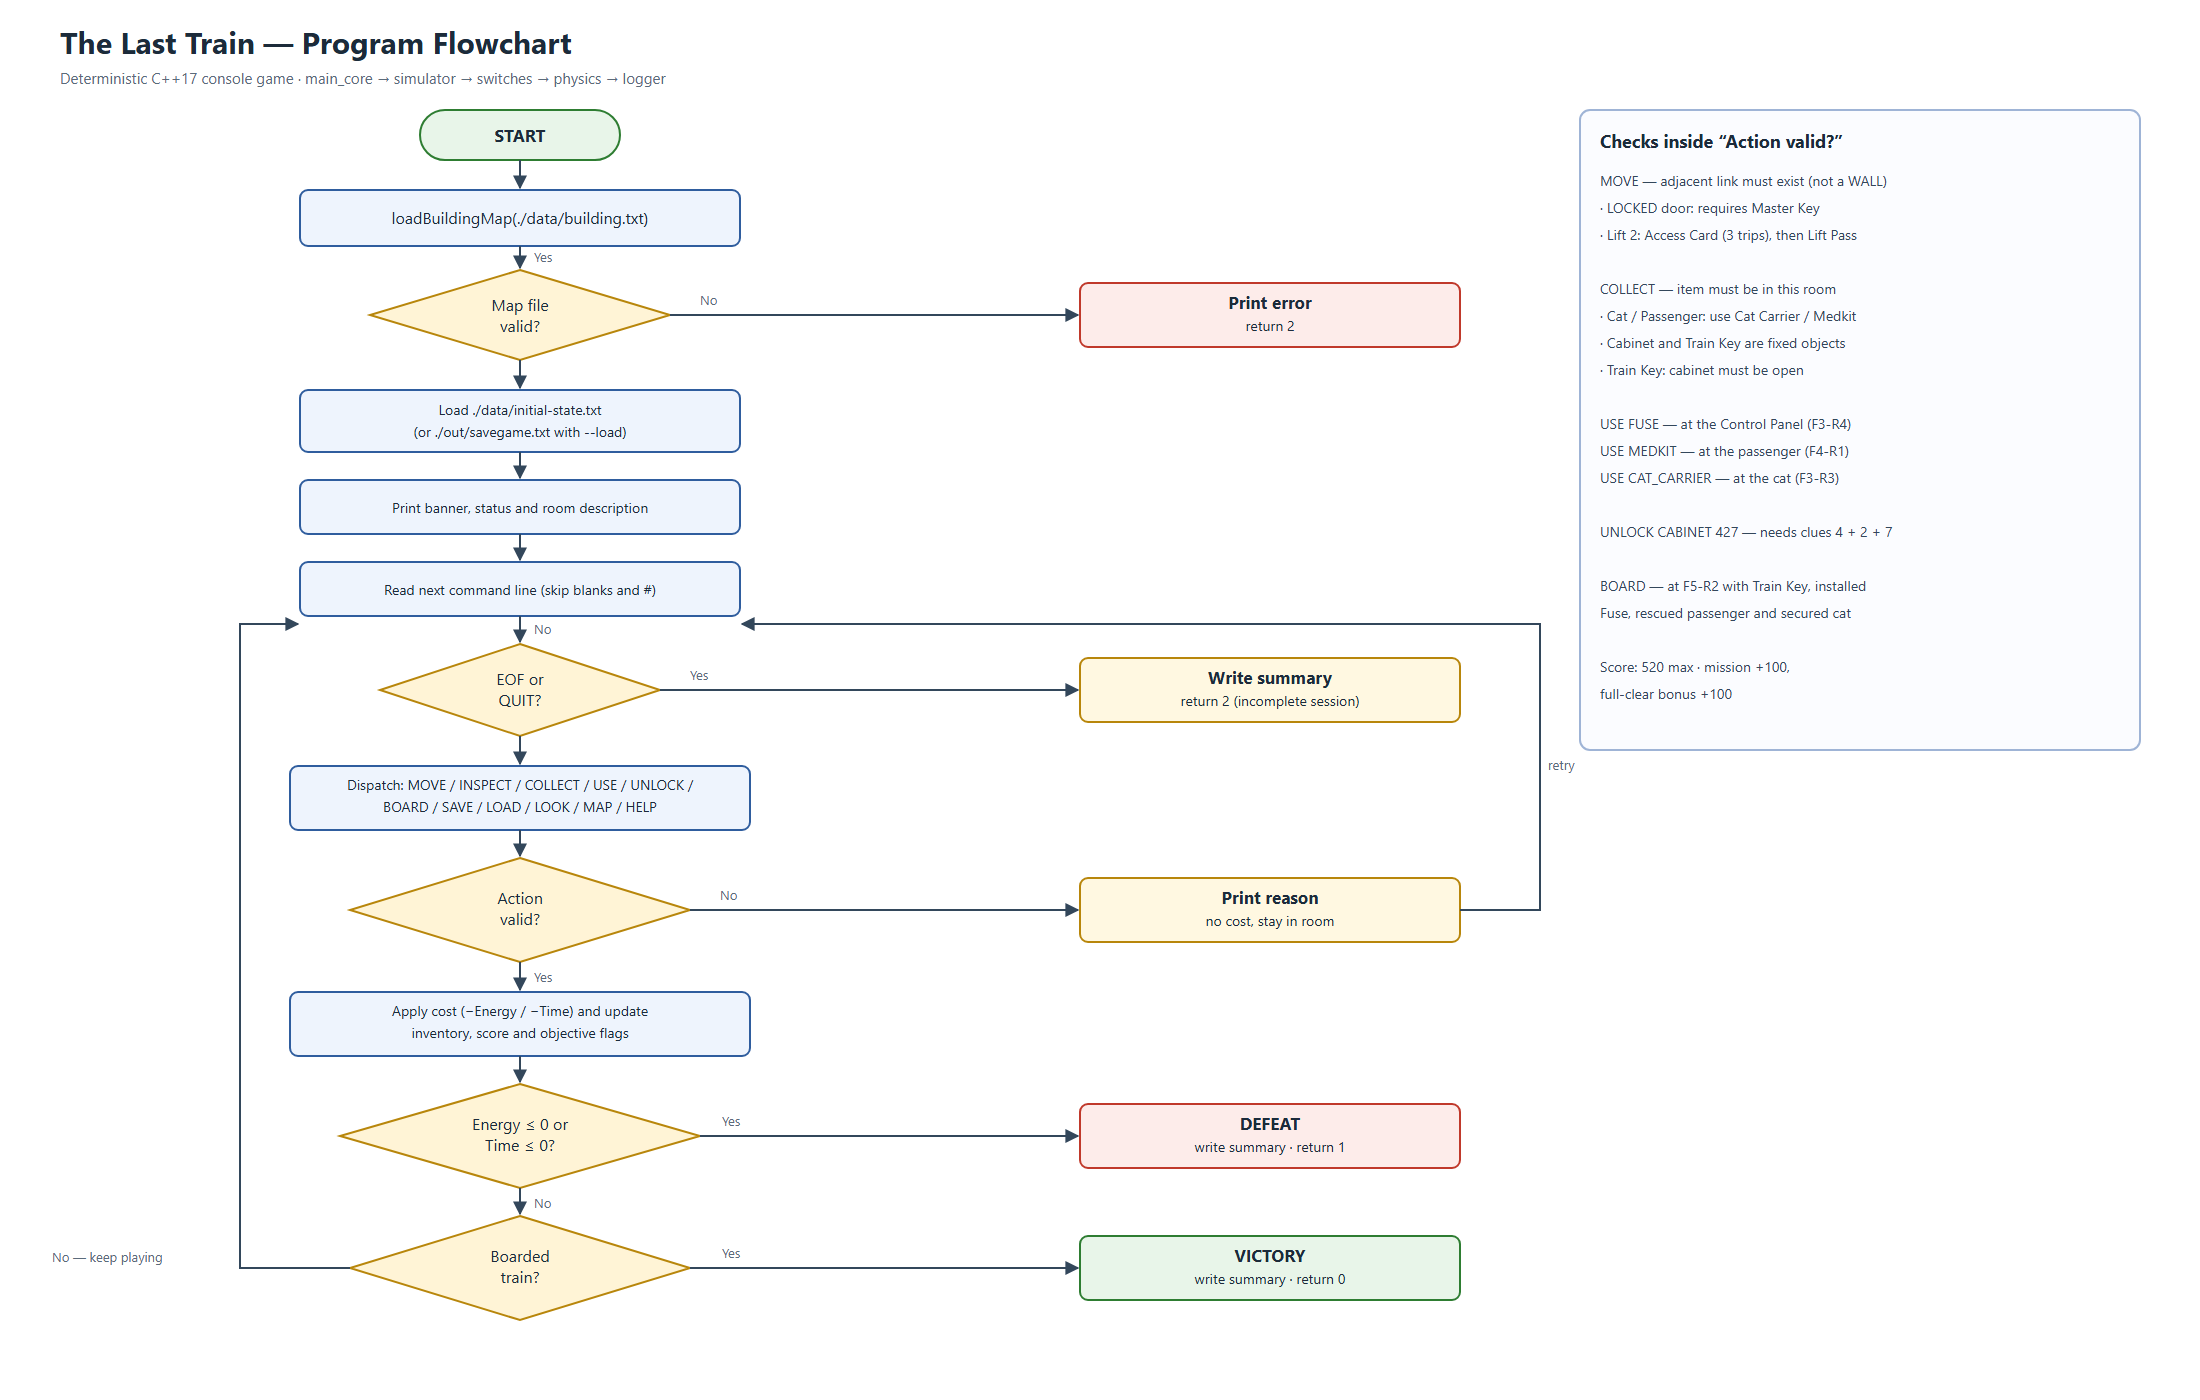 The Last Train — Program Flowchart
Deterministic C++17 console game · main_core → simulator → switches → physics → logger
START
loadBuildingMap(./data/building.txt)
Yes
Map file
valid?
No
Print error
return 2
Load ./data/initial-state.txt
(or ./out/savegame.txt with --load)
Print banner, status and room description
Read next command line (skip blanks and #)
No
EOF or
QUIT?
Yes
Write summary
return 2 (incomplete session)
Dispatch: MOVE / INSPECT / COLLECT / USE / UNLOCK /
BOARD / SAVE / LOAD / LOOK / MAP / HELP
Action
valid?
No
Print reason
no cost, stay in room
retry
Yes
Apply cost (−Energy / −Time) and update
inventory, score and objective flags
Energy ≤ 0 or
Time ≤ 0?
Yes
DEFEAT
write summary · return 1
No
Boarded
train?
Yes
VICTORY
write summary · return 0
No — keep playing
Checks inside “Action valid?”
MOVE — adjacent link must exist (not a WALL)
· LOCKED door: requires Master Key
· Lift 2: Access Card (3 trips), then Lift Pass
COLLECT — item must be in this room
· Cat / Passenger: use Cat Carrier / Medkit
· Cabinet and Train Key are fixed objects
· Train Key: cabinet must be open
USE FUSE — at the Control Panel (F3-R4)
USE MEDKIT — at the passenger (F4-R1)
USE CAT_CARRIER — at the cat (F3-R3)
UNLOCK CABINET 427 — needs clues 4 + 2 + 7
BOARD — at F5-R2 with Train Key, installed
Fuse, rescued passenger and secured cat
Score: 520 max · mission +100,
full-clear bonus +100